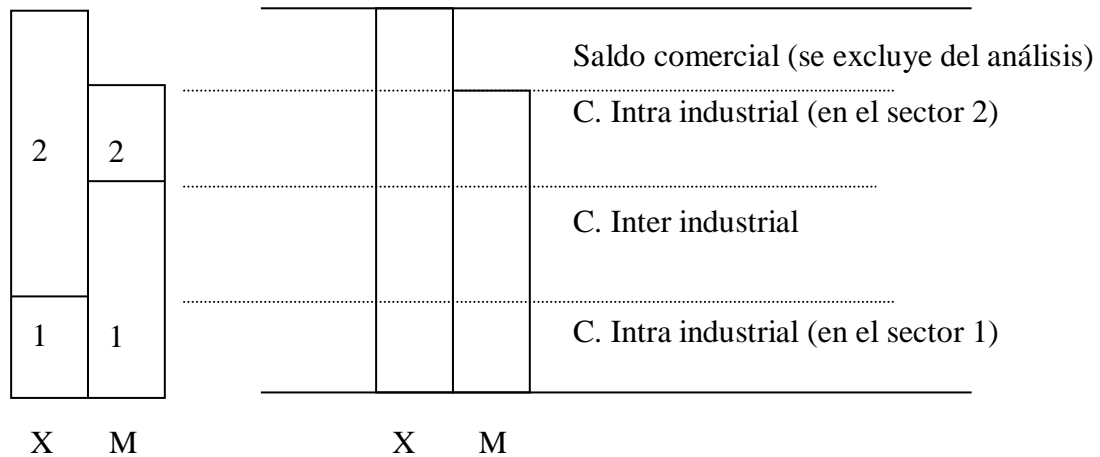 Saldo comercial (se excluye del análisis)
C. Intra industrial (en el sector 2)
2 2
C. Inter industrial
1 1
C. Intra industrial (en el sector 1)
X M X M